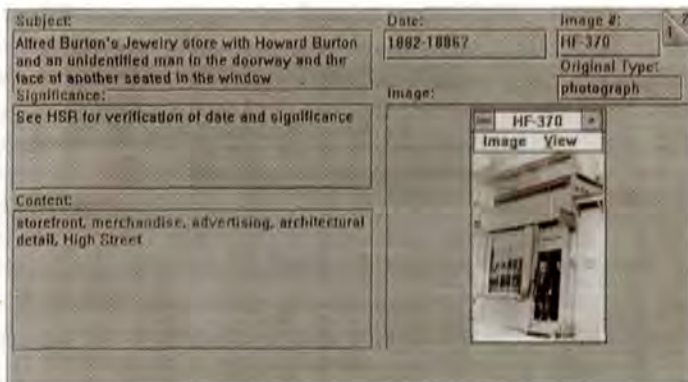 Subject:
Alfred Burton's Jewelry store with Howard Burton
and an unidentified man in the doorway and the
face of another seated in the window
Significance:
See HSR for verification of date and significance
Content:
storefront, merchandise, advertising, architectural
detail, High Street
Date:
1882-1886?
Image #:
HF-370
Original Type:
photograph
Image:
HF-370
Image View